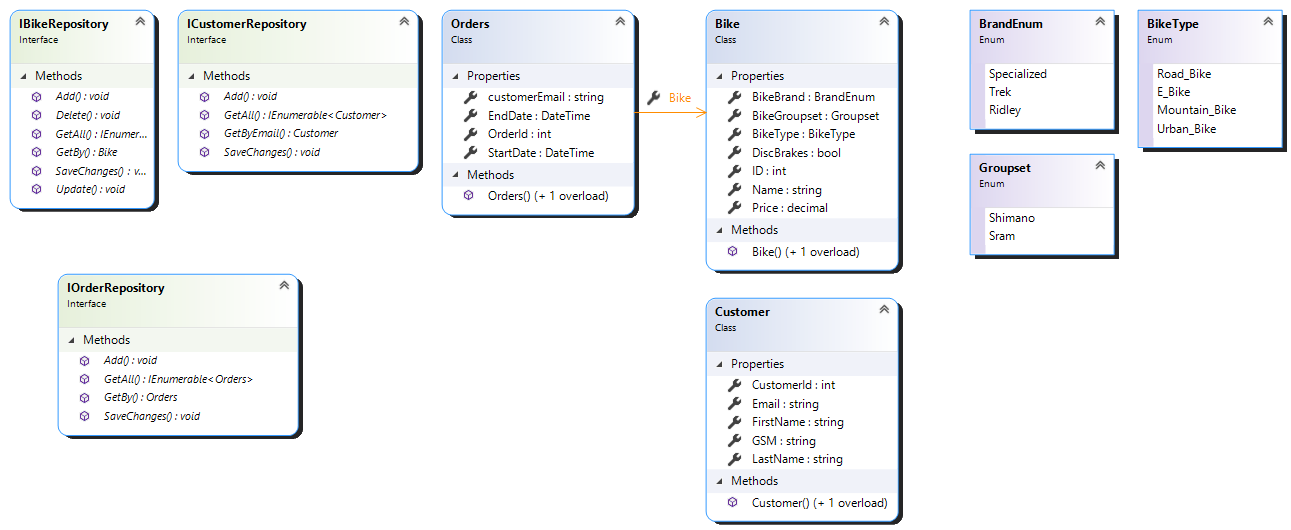 IBikeRepository
Interface
Methods
Add() : void
Delete() : void
GetAll() : IEnumer...
GetBy() : Bike
SaveChanges() : v...
Update() : void
ICustomerRepository
Interface
Methods
Add() : void
GetAll() : IEnumerable<Customer>
GetByEmail() : Customer
SaveChanges() : void
Orders
Class
Properties
customerEmail : string
EndDate : DateTime
OrderId : int
StartDate : DateTime
Methods
Orders() (+ 1 overload)
Bike
Bike
Class
Properties
BikeBrand : BrandEnum
BikeGroupset : Groupset
BikeType : BikeType
DiscBrakes : bool
ID : int
Name : string
Price : decimal
Methods
Bike() (+ 1 overload)
BrandEnum
Enum
Specialized
Trek
Ridley
BikeType
Enum
Road_Bike
E_Bike
Mountain_Bike
Urban_Bike
Groupset
Enum
Shimano
Sram
IOrderRepository
Interface
Methods
Add() : void
GetAll() : IEnumerable<Orders>
GetBy() : Orders
SaveChanges() : void
Customer
Class
Properties
CustomerId : int
Email : string
FirstName : string
GSM : string
LastName : string
Methods
Customer() (+ 1 overload)